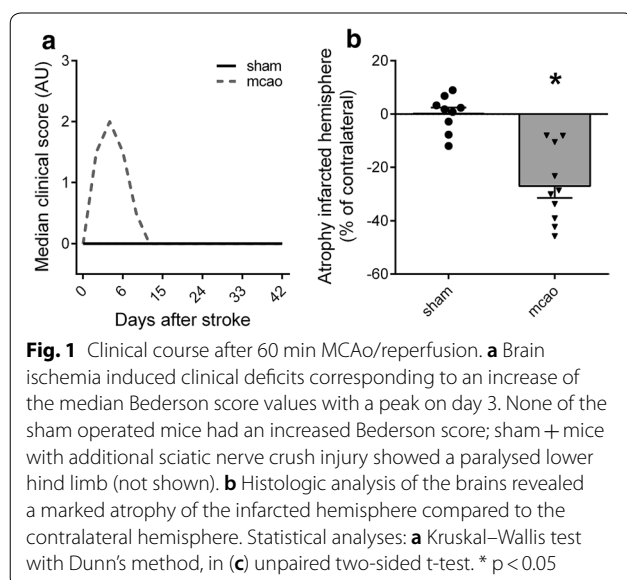 a
sham
mcao
Median clinical score (AU)
3
2
1
0
0
6
15
24
33
42
Days after stroke
b
*
Atrophy infarcted hemisphere
(% of contralateral)
20
0
-20
-40
-60
sham
mcao
Fig. 1 Clinical course after 60 min MCAo/reperfusion. a Brain
ischemia induced clinical deficits corresponding to an increase of
the median Bederson score values with a peak on day 3. None of the
sham operated mice had an increased Bederson score; sham + mice
with additional sciatic nerve crush injury showed a paralysed lower
hind limb (not shown). b Histologic analysis of the brains revealed
a marked atrophy of the infarcted hemisphere compared to the
contralateral hemisphere. Statistical analyses: a Kruskal–Wallis test
with Dunn's method, in (c) unpaired two-sided t-test. * p < 0.05